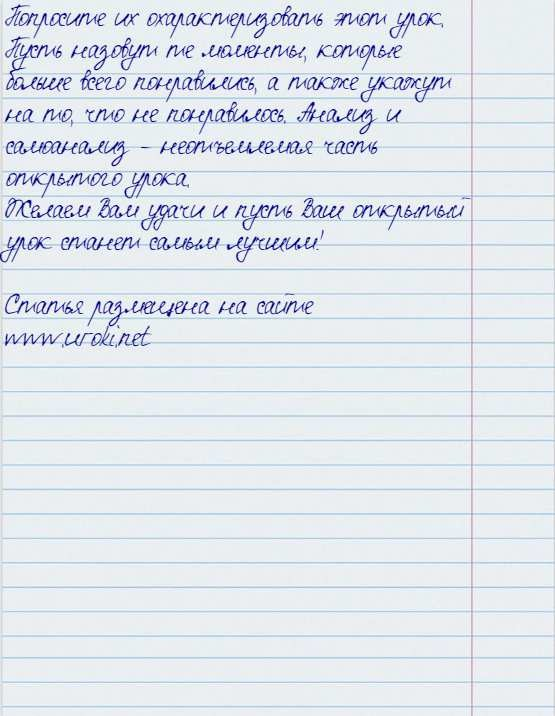 Попросите их охарактеризовать этот урок.
Пусть назовут те моменты, которые
больше всего понравились, а также укажут
на то, что не понравилось. Анализ и
самоанализ – неотъемлемая часть
открытого урока.
Желаем Вам удачи и пусть Ваш открытый
урок станет самым лучшим!
Статья размещена на сайте
www.uroki.net